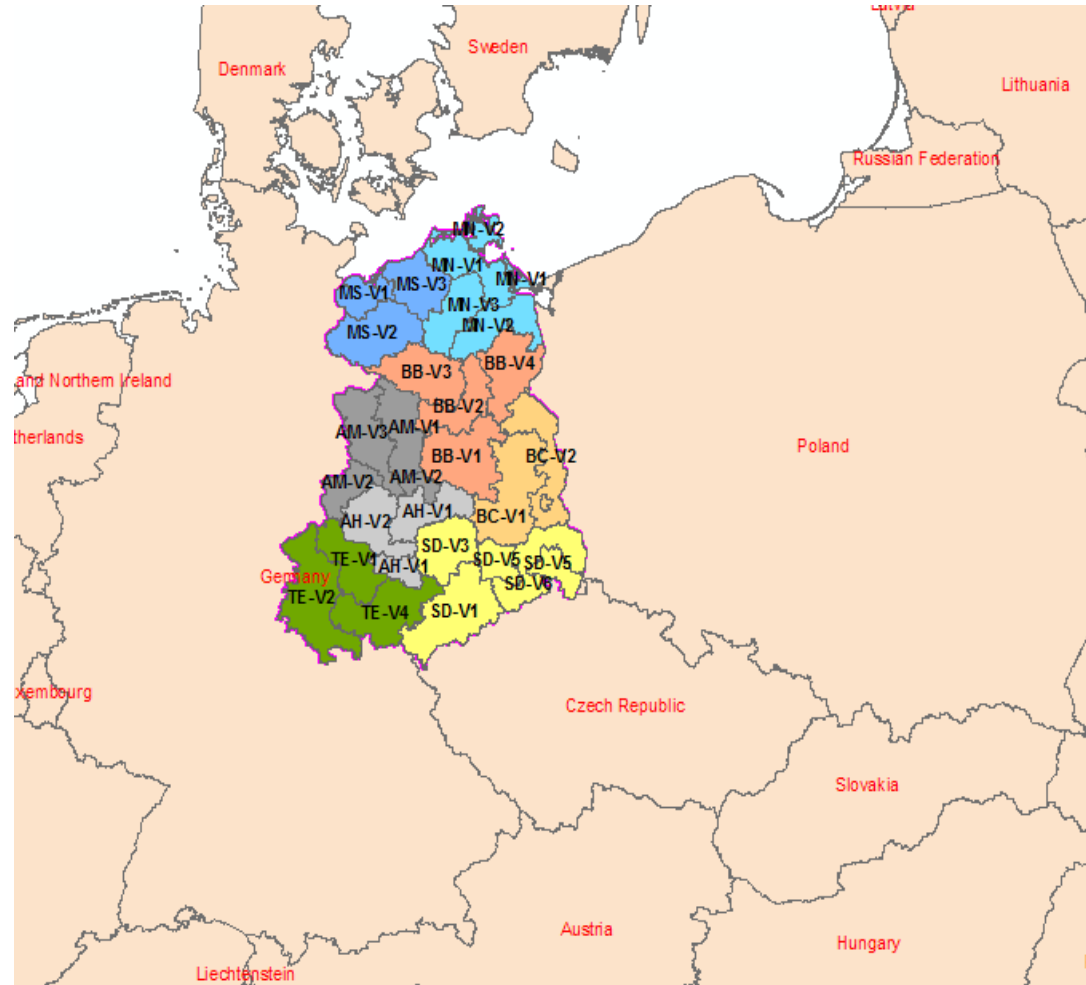 Latvia
Sweden
Denmark
Lithuania
Russian Federation
MN-V2
MN-V1
MN-V1
MS-V3
MS-V1
MN-V3
MN-V2
MS-V2
BB-V4
BB-V3
and Northern Ireland
BB-V2
AM-V1
AM-V3
therlands
Poland
BB-V1
BC-V2
AM-V2
AM-V2
AH-V1
BC-V1
AH-V2
SD-V3
TE-V1
SD-V5
SD-V5
AH-V1
Germany
SD-V6
TE-V2
TE-V4
SD-V1
xembourg
Czech Republic
Slovakia
Austria
Hungary
Liechtenstein